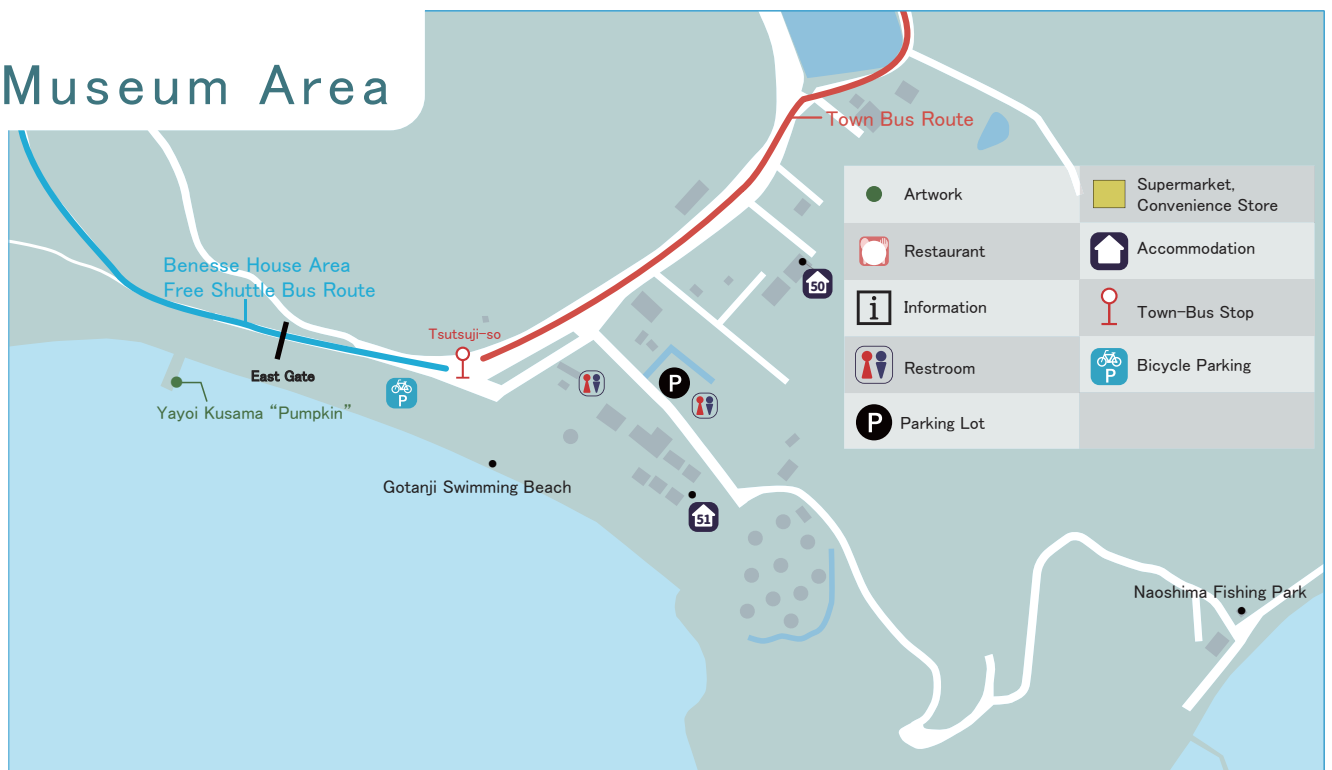 Museum Area
Town Bus Route
Benesse House Area
Free Shuttle Bus Route
Tsutsuji-so
East Gate
P
Yayoi Kusama “Pumpkin”
Gotanji Swimming Beach
P
50
51
Naoshima Fishing Park
Artwork
Supermarket,
Convenience Store
Restaurant
Accommodation
i
Information
Town-Bus Stop
Restroom
P
Bicycle Parking
P
Parking Lot